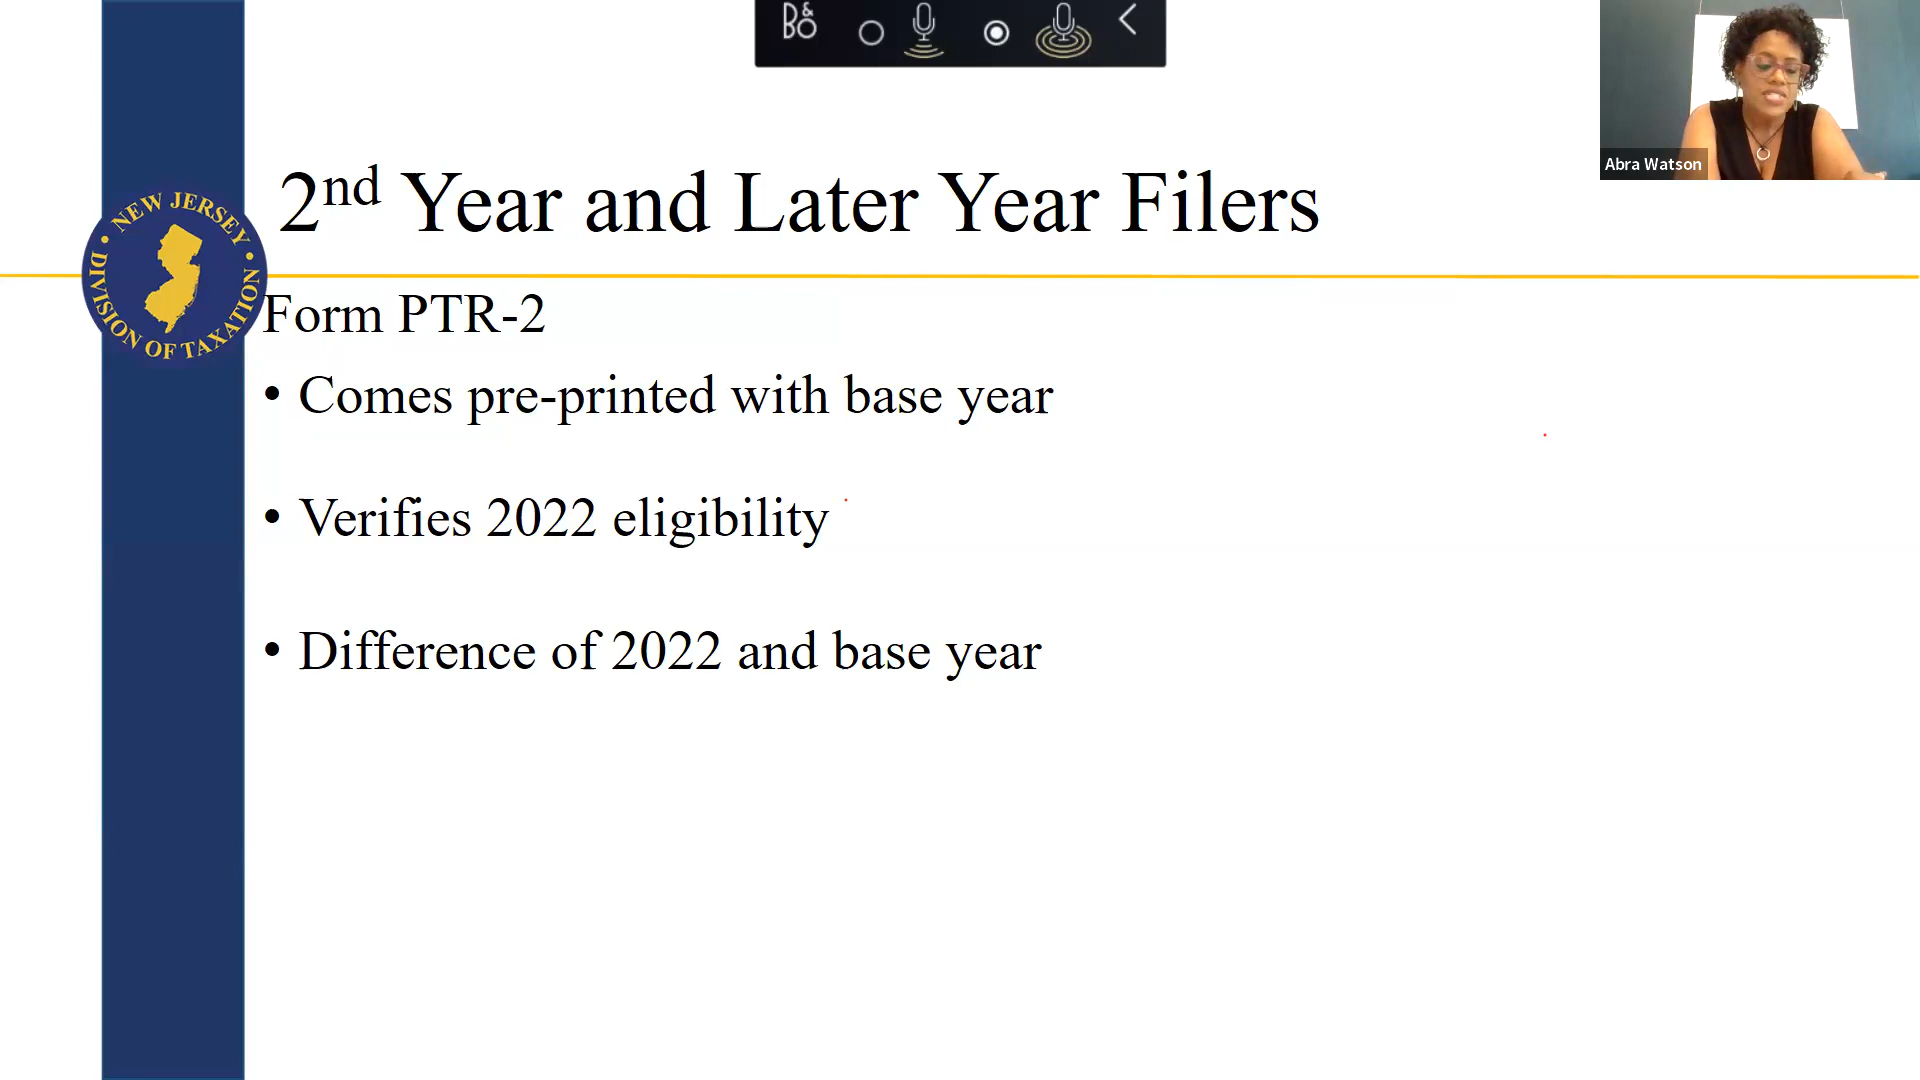 B&O
Abra Watson
2nd Year and Later Year Filers
• NEW JERSEY •
DIVISION OF TAXATION
Form PTR-2
• Comes pre-printed with base year
• Verifies 2022 eligibility
• Difference of 2022 and base year